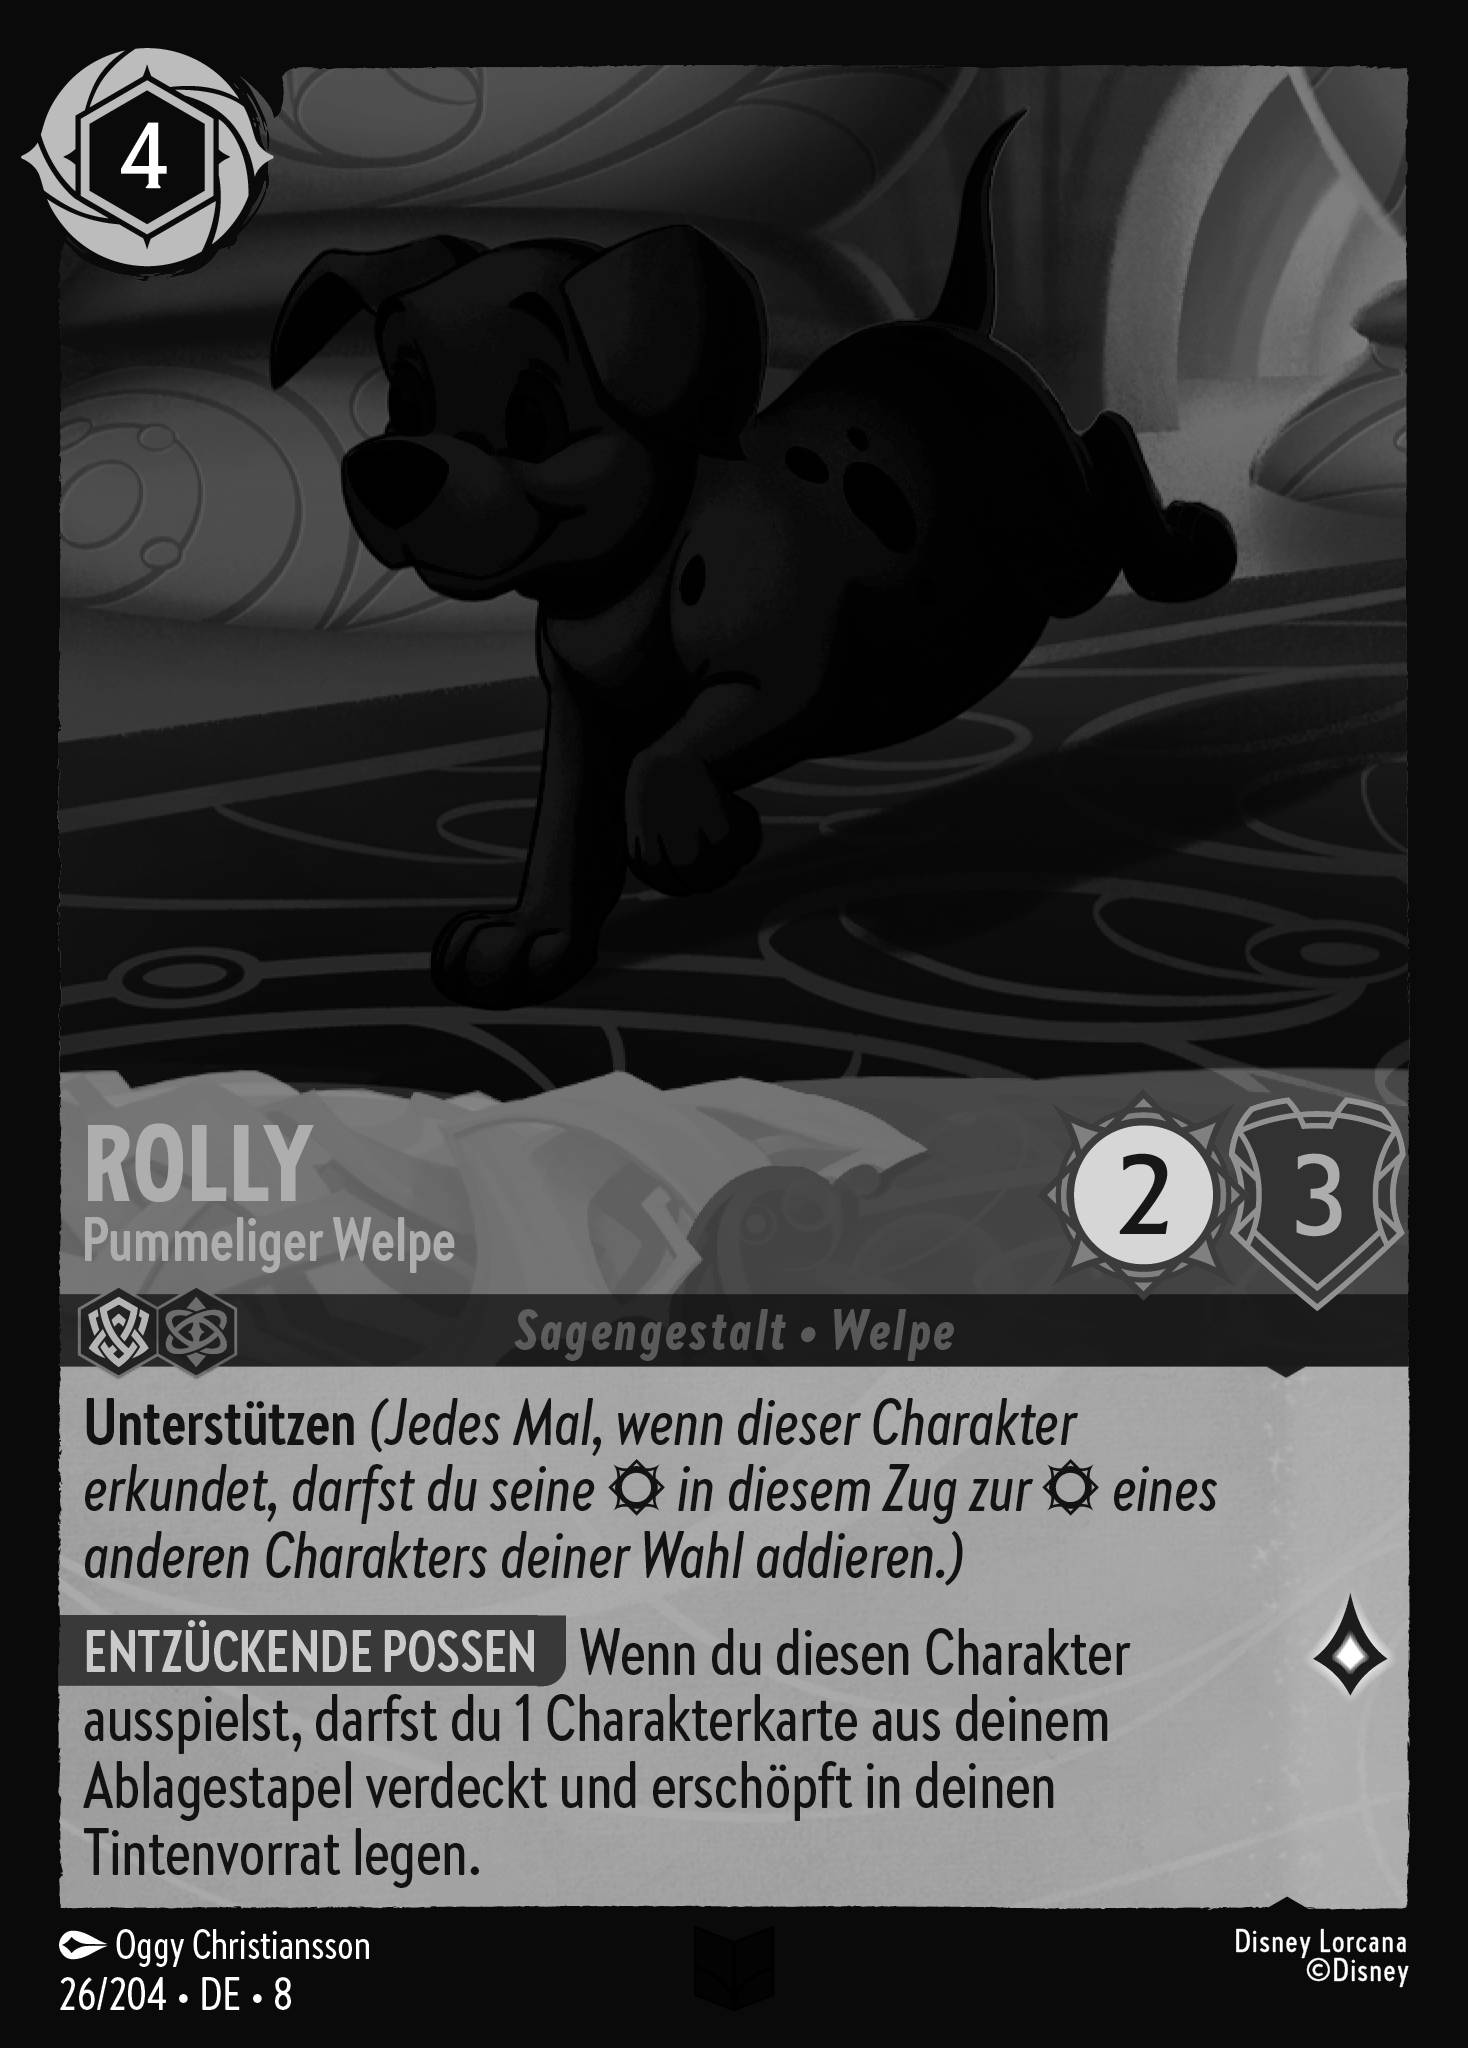 4
ROLLY
Pummeliger Welpe
2
3
Sagengestalt • Welpe
Unterstützen (Jedes Mal, wenn dieser Charakter
erkundet, darfst du seine in diesem Zug zur eines
anderen Charakters deiner Wahl addieren.)
ENTZÜCKENDE POSSEN Wenn du diesen Charakter
ausspielst, darfst du 1 Charakterkarte aus deinem
Ablagestapel verdeckt und erschöpft in deinen
Tintenvorrat legen.
Oggy Christiansson
26/204 • DE • 8
Disney Lorcana
©Disney